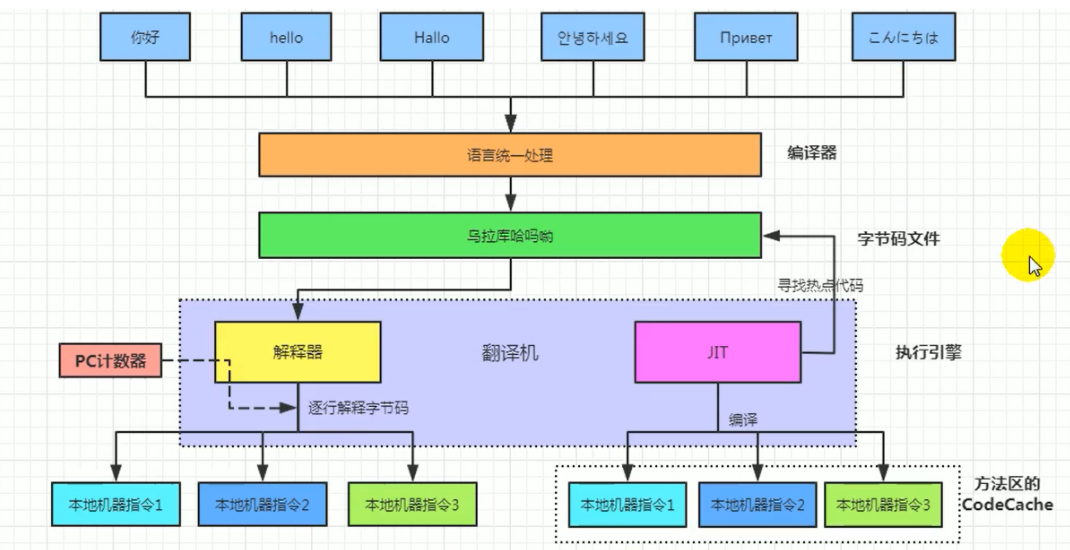 你好
hello
Hallo
안녕하세요
Привет
こんにちは
语言统一处理
编译器
乌拉库哈吗哟
字节码文件
寻找热点代码
PC计数器
解释器
翻译机
JIT
执行引擎
逐行解释字节码
编译
本地机器指令1
本地机器指令2
本地机器指令3
本地机器指令1
本地机器指令2
本地机器指令3
方法区的
CodeCache